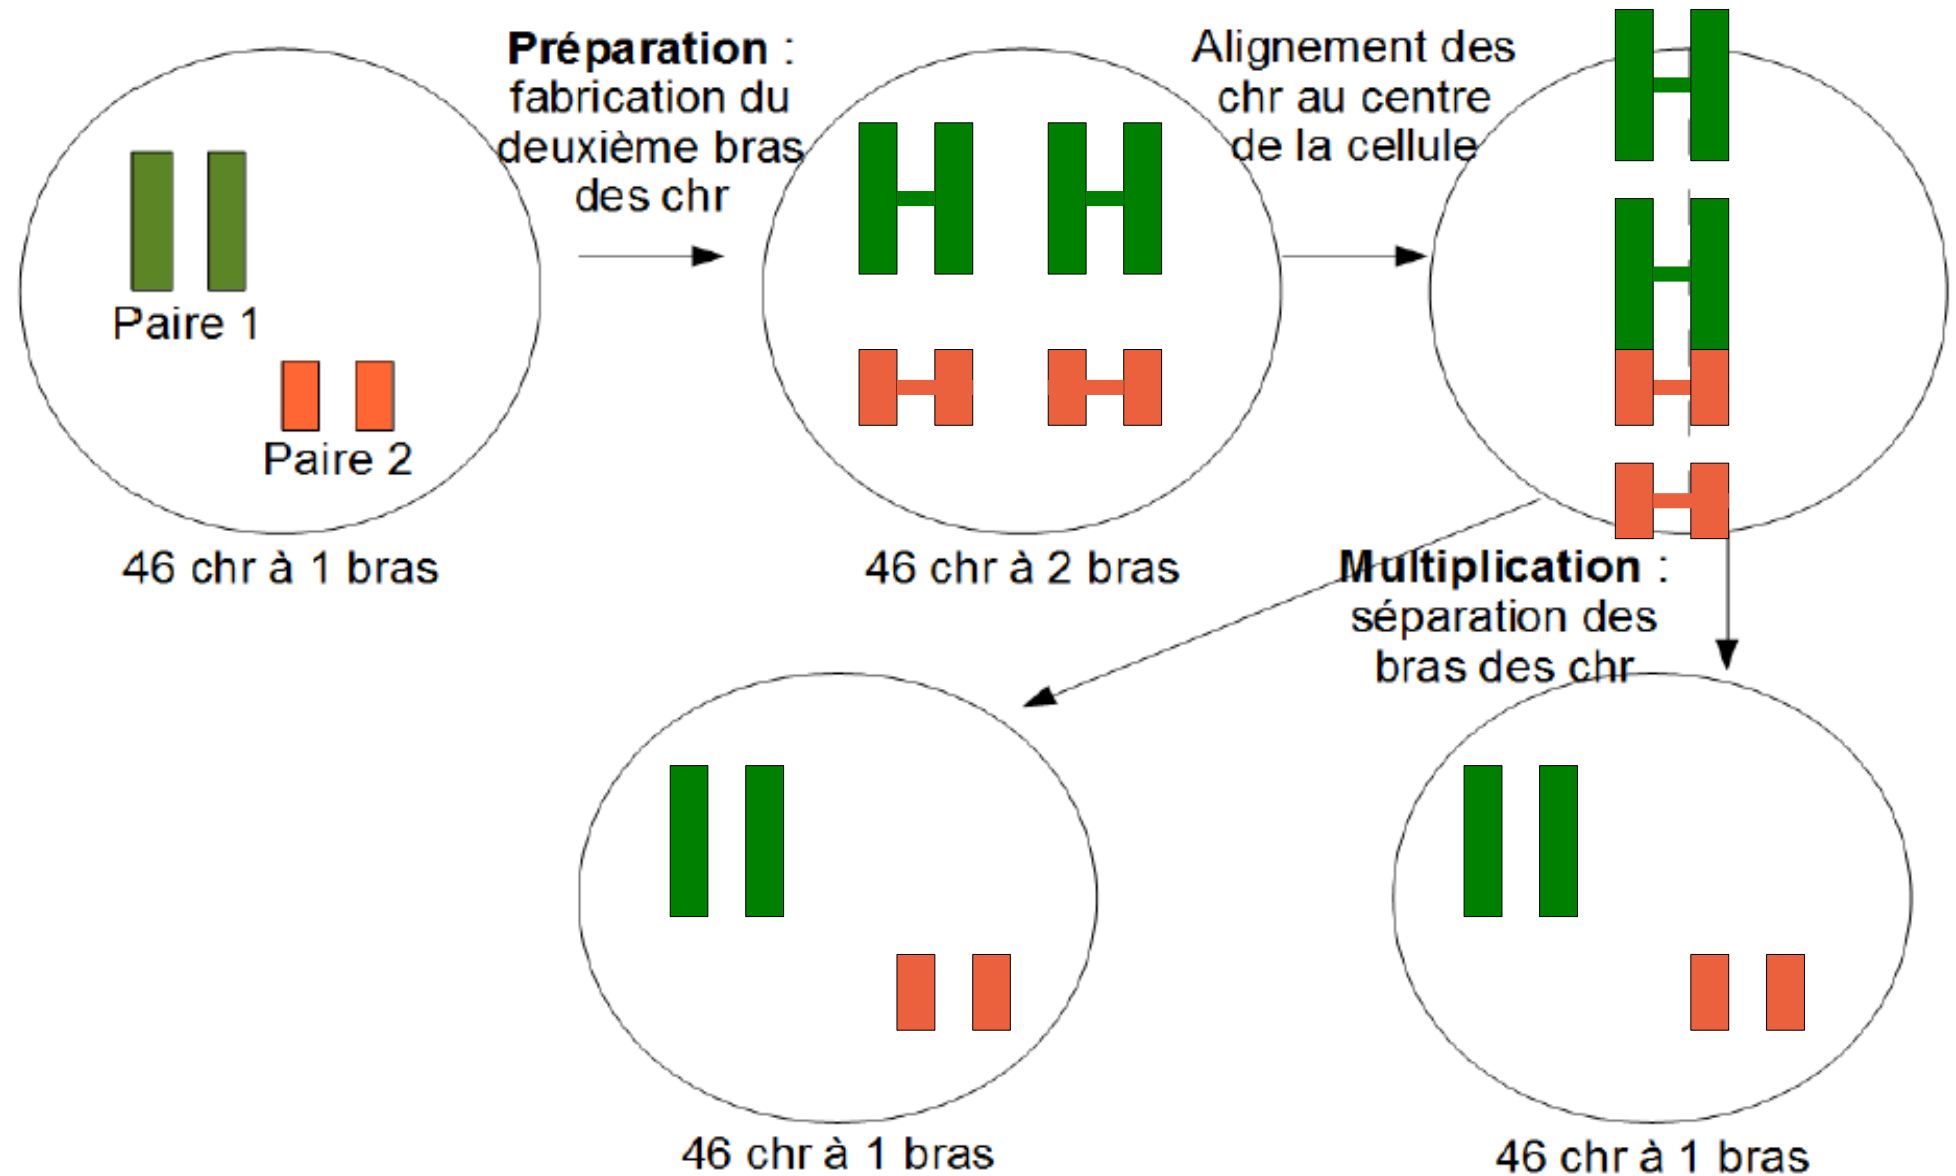 Préparation :
fabrication du
deuxième bras
des chr
Alignement des
chr au centre
de la cellule
Paire 1
Paire 2
46 chr à 1 bras
46 chr à 2 bras
Multiplication :
séparation des
bras des chr
46 chr à 1 bras
46 chr à 1 bras